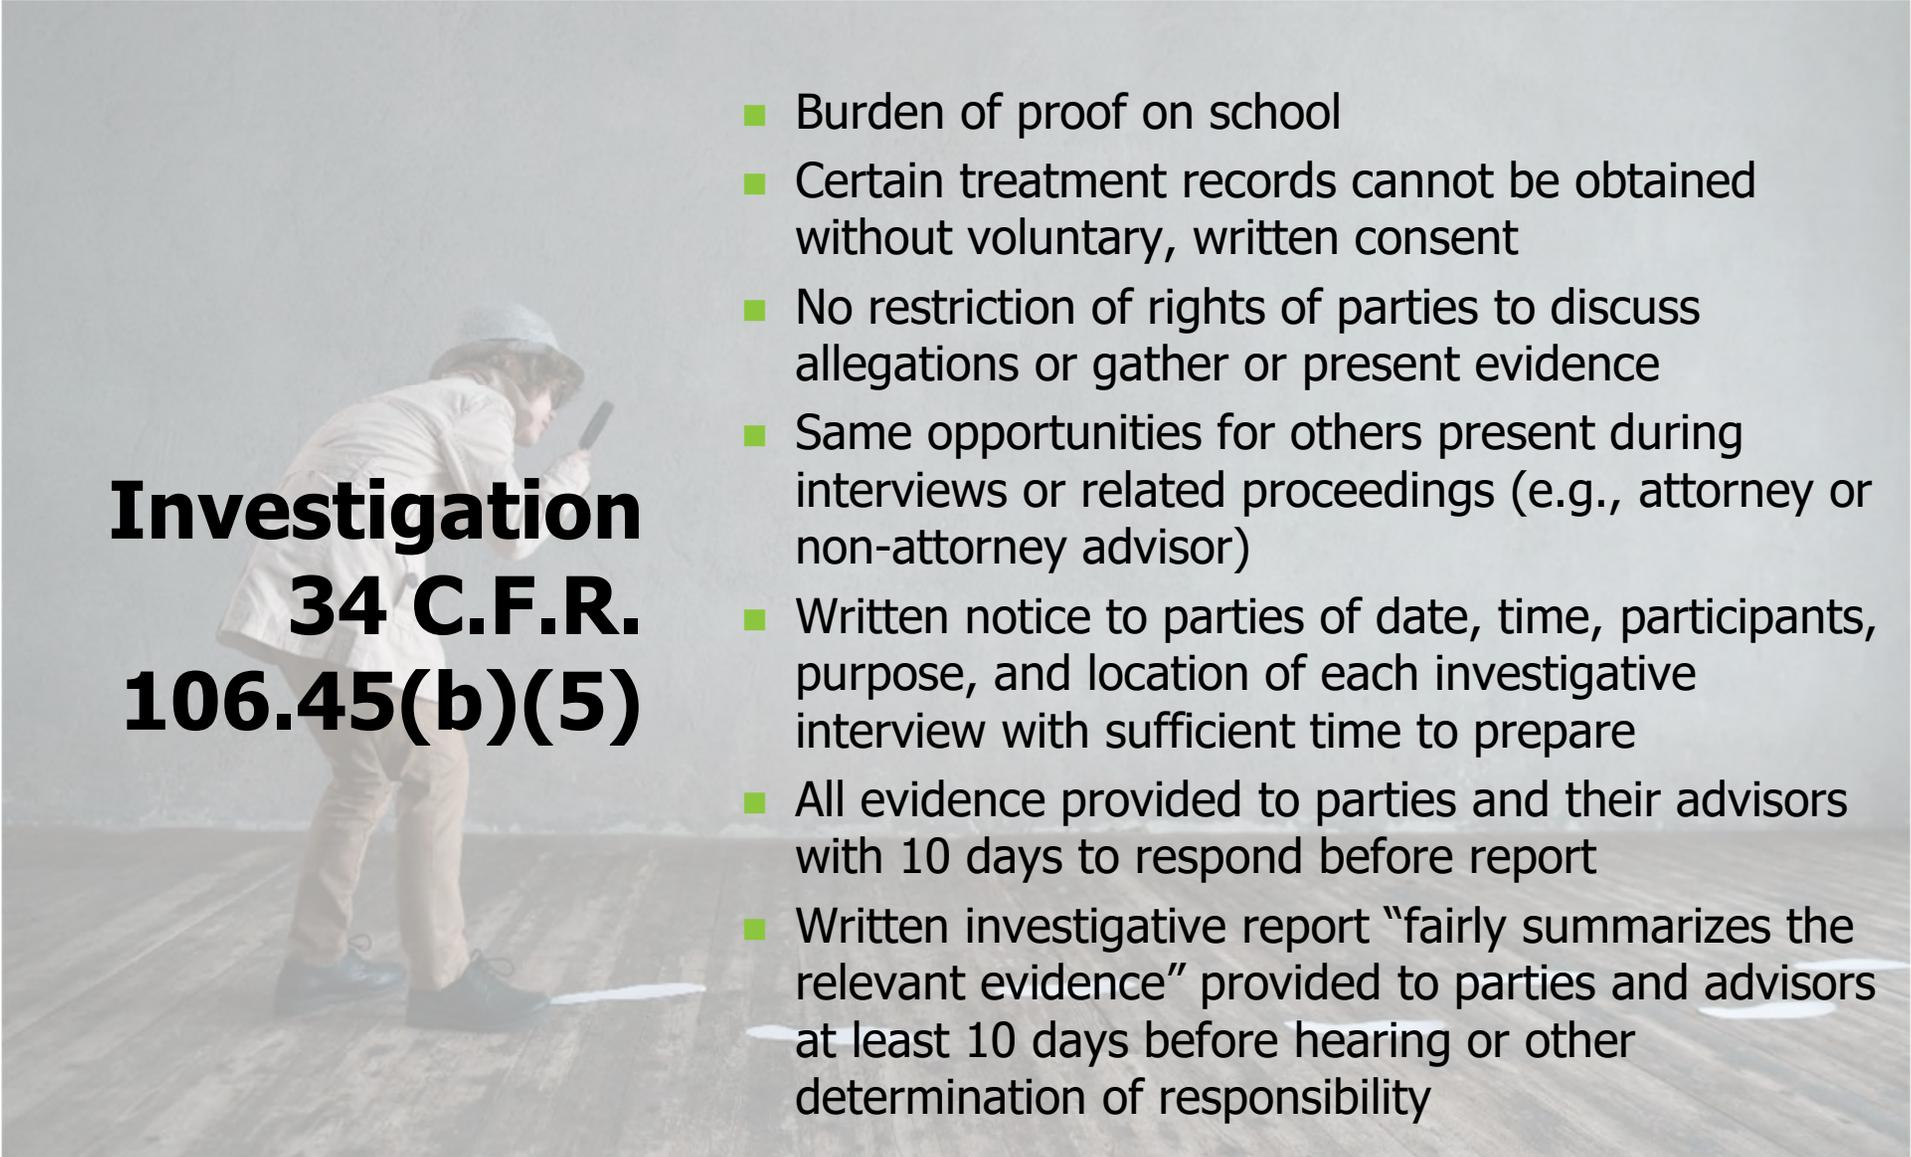 Investigation
34 C.F.R.
106.45(b)(5)
■ Burden of proof on school
■ Certain treatment records cannot be obtained
without voluntary, written consent
■ No restriction of rights of parties to discuss
allegations or gather or present evidence
■ Same opportunities for others present during
interviews or related proceedings (e.g., attorney or
non-attorney advisor)
■ Written notice to parties of date, time, participants,
purpose, and location of each investigative
interview with sufficient time to prepare
■ All evidence provided to parties and their advisors
with 10 days to respond before report
■ Written investigative report “fairly summarizes the
relevant evidence” provided to parties and advisors
at least 10 days before hearing or other
determination of responsibility